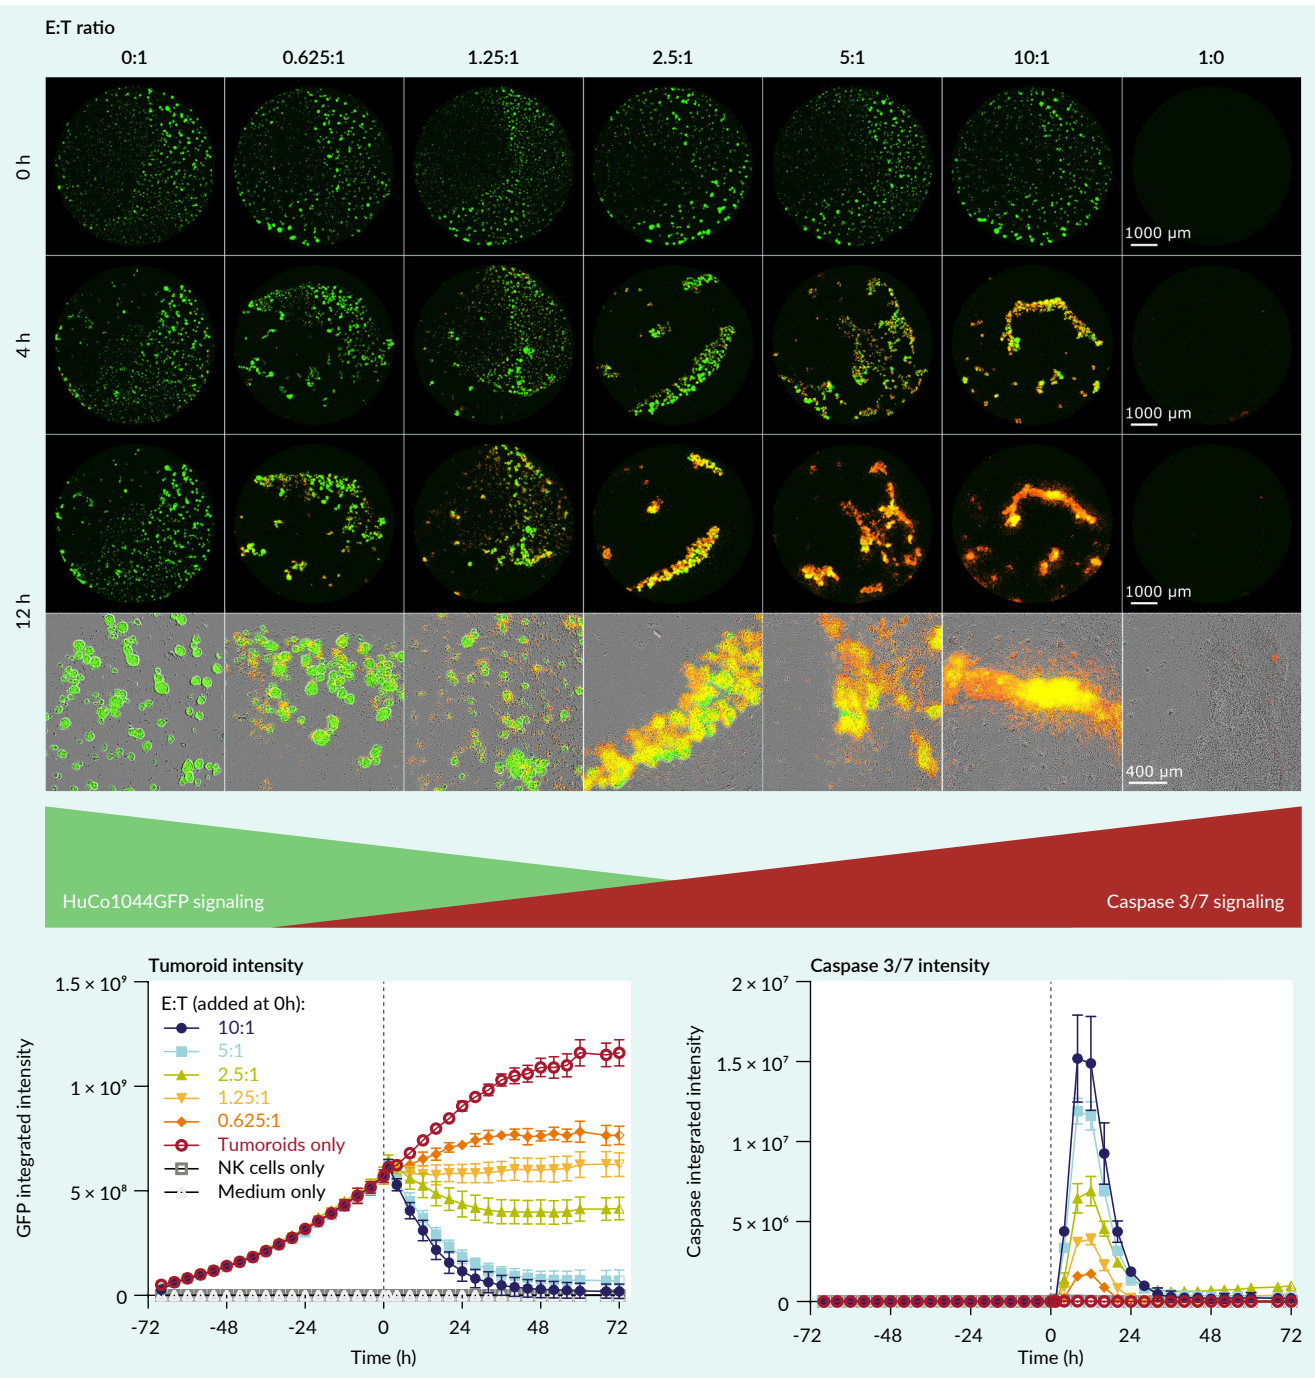 E:T ratio
0:1 0.625:1 1.25:1 2.5:1 5:1 10:1 1:0
0 h
1000 µm
4 h
1000 µm
12 h
1000 µm
400 µm
HuCo1044GFP signaling
Caspase 3/7 signaling
Tumoroid intensity
GFP integrated intensity
1.5 × 10⁹
1 × 10⁹
5 × 10⁸
0
E:T (added at 0h):
10:1
5:1
2.5:1
1.25:1
0.625:1
Tumoroids only
NK cells only
Medium only
-72 -48 -24 0 24 48 72
Time (h)
Caspase 3/7 intensity
Caspase integrated intensity
2 × 10⁷
1.5 × 10⁷
1 × 10⁷
5 × 10⁶
0
-72 -48 -24 0 24 48 72
Time (h)